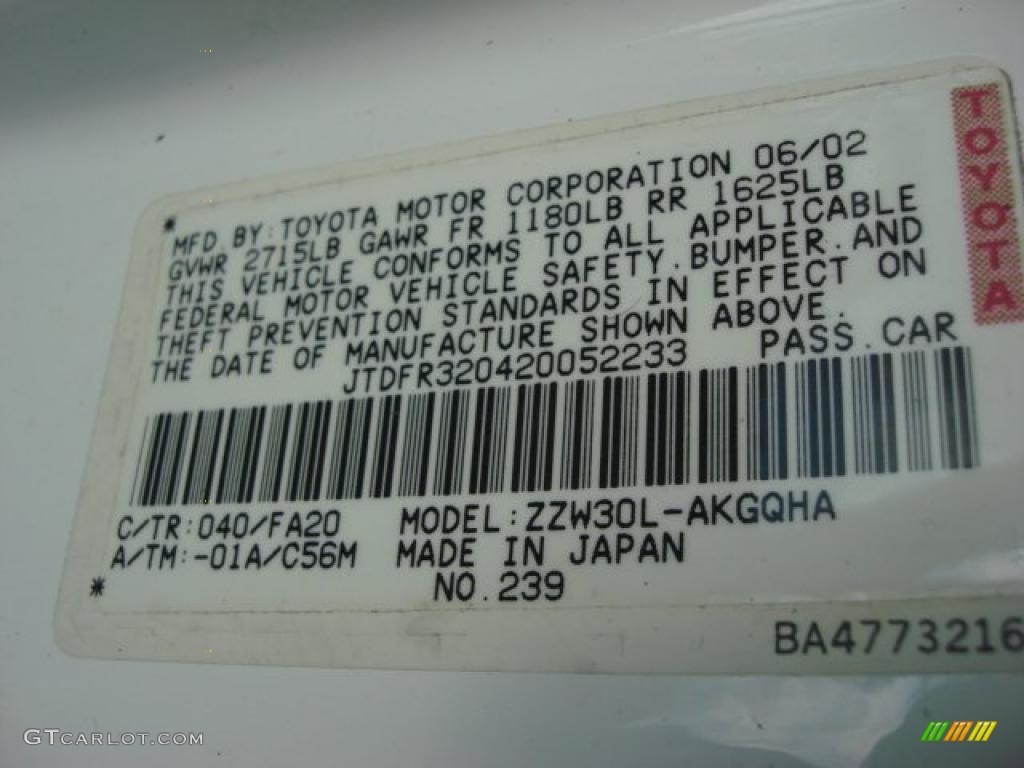 MFD. BY: TOYOTA MOTOR CORPORATION 06/02
GVWR 2715LB GAWR FR 1180LB RR 1625LB
THIS VEHICLE CONFORMS TO ALL APPLICABLE
FEDERAL MOTOR VEHICLE SAFETY.BUMPER.AND
THEFT PREVENTION STANDARDS IN EFFECT ON
THE DATE OF MANUFACTURE SHOWN ABOVE.
JTDFR320420052233 PASS.CAR
C/TR:040/FA20 MODEL:ZZW30L-AKGQHA
A/TM:-01A/C56M MADE IN JAPAN
NO.239
BA4773216
TOYOTA
GTCARLOT.COM